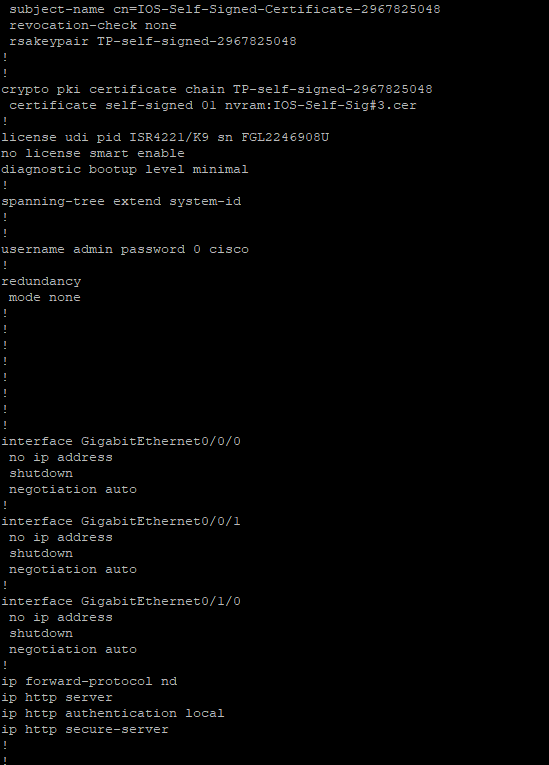 subject-name cn=IOS-Self-Signed-Certificate-2967825048
revocation-check none
rsakeypair TP-self-signed-2967825048
!
!
crypto pki certificate chain TP-self-signed-2967825048
certificate self-signed 01 nvram:IOS-Self-Sig#3.cer
!
license udi pid ISR4221/K9 sn FGL2246908U
no license smart enable
diagnostic bootup level minimal
!
spanning-tree extend system-id
!
!
username admin password 0 cisco
!
redundancy
mode none
!
!
!
!
!
!
!
!
interface GigabitEthernet0/0/0
no ip address
shutdown
negotiation auto
!
interface GigabitEthernet0/0/1
no ip address
shutdown
negotiation auto
!
interface GigabitEthernet0/1/0
no ip address
shutdown
negotiation auto
!
ip forward-protocol nd
ip http server
ip http authentication local
ip http secure-server
!
!